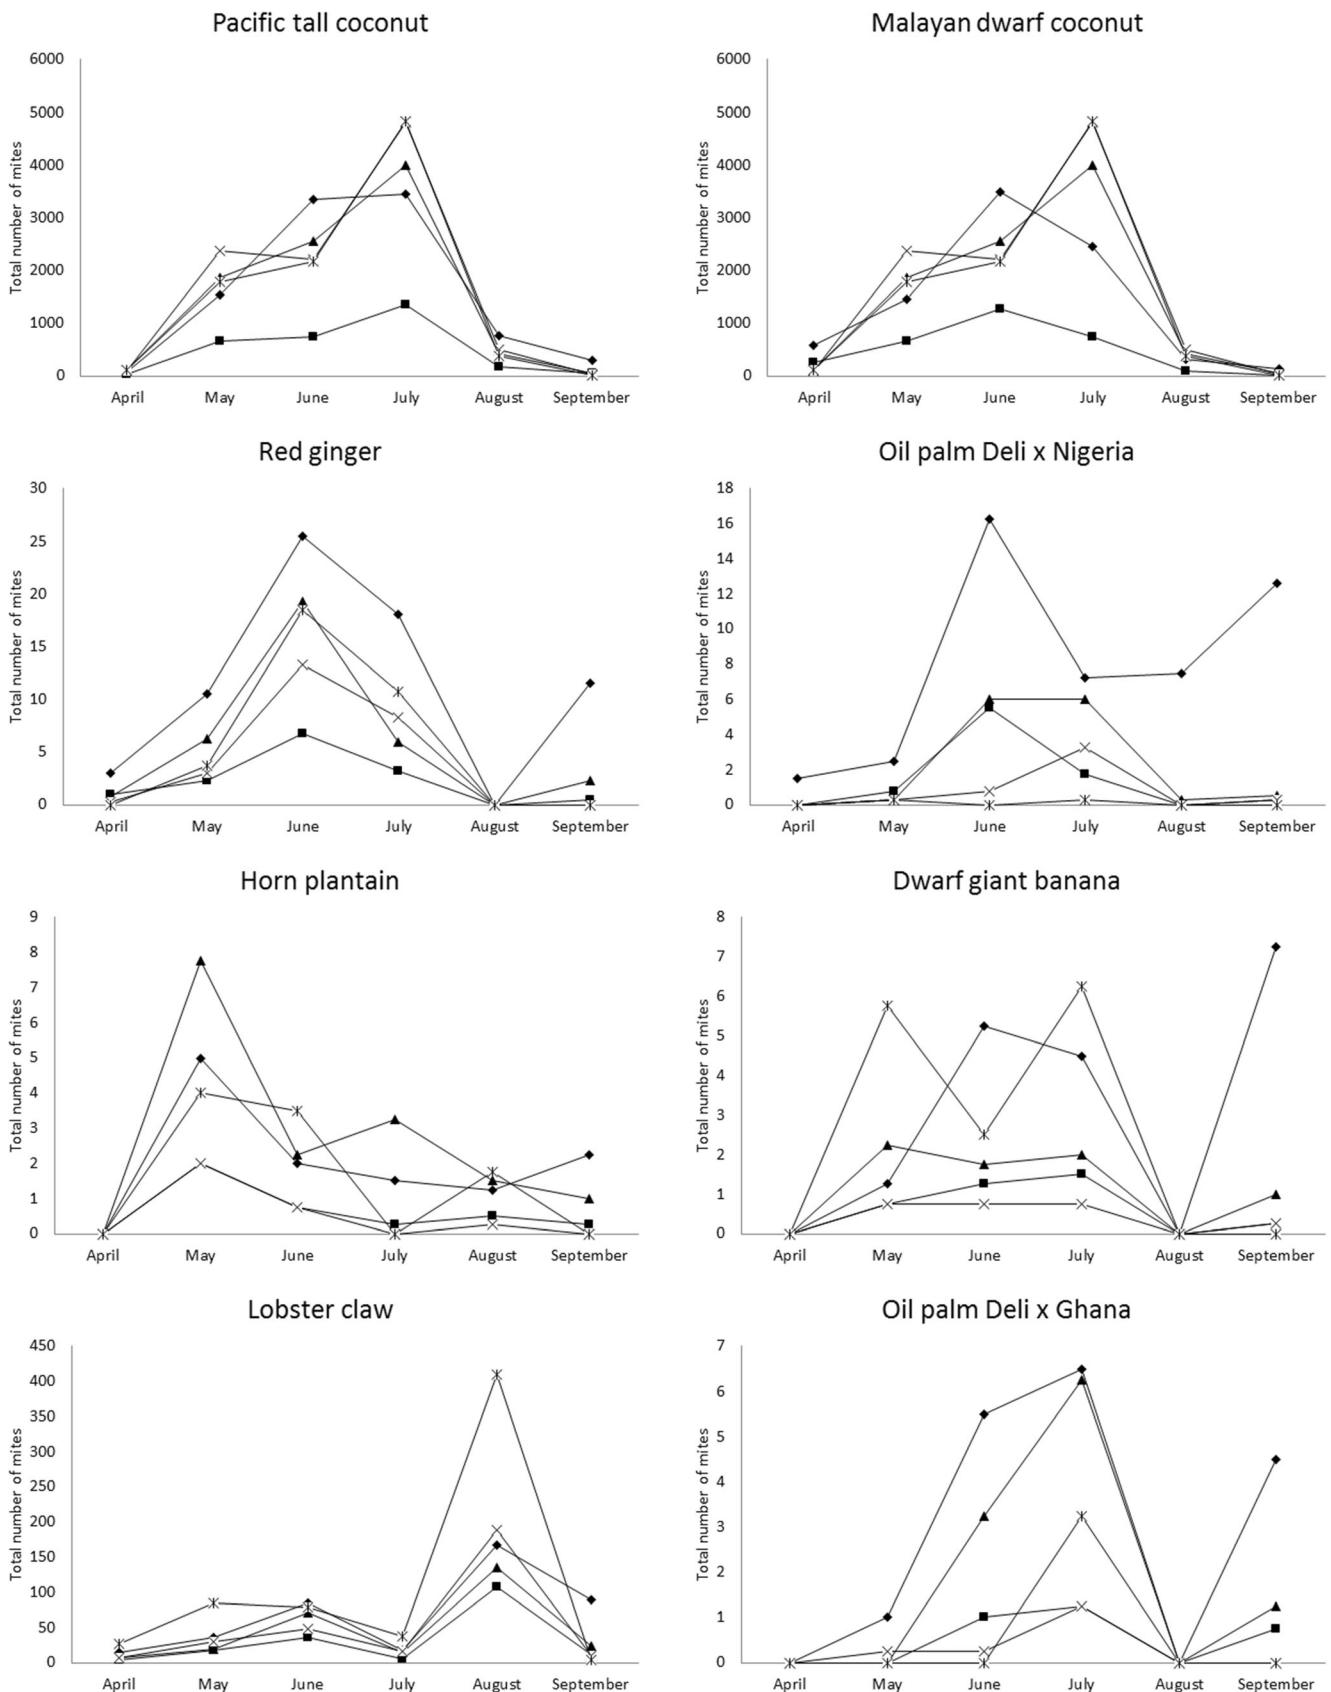 Pacific tall coconut
Total number of mites
6000
5000
4000
3000
2000
1000
0
April May June July August September
Malayan dwarf coconut
Total number of mites
6000
5000
4000
3000
2000
1000
0
April May June July August September
Red ginger
Total number of mites
30
25
20
15
10
5
0
April May June July August September
Oil palm Deli x Nigeria
Total number of mites
18
16
14
12
10
8
6
4
2
0
April May June July August September
Horn plantain
Total number of mites
9
8
7
6
5
4
3
2
1
0
April May June July August September
Dwarf giant banana
Total number of mites
8
7
6
5
4
3
2
1
0
April May June July August September
Lobster claw
Total number of mites
450
400
350
300
250
200
150
100
50
0
April May June July August September
Oil palm Deli x Ghana
Total number of mites
7
6
5
4
3
2
1
0
April May June July August September